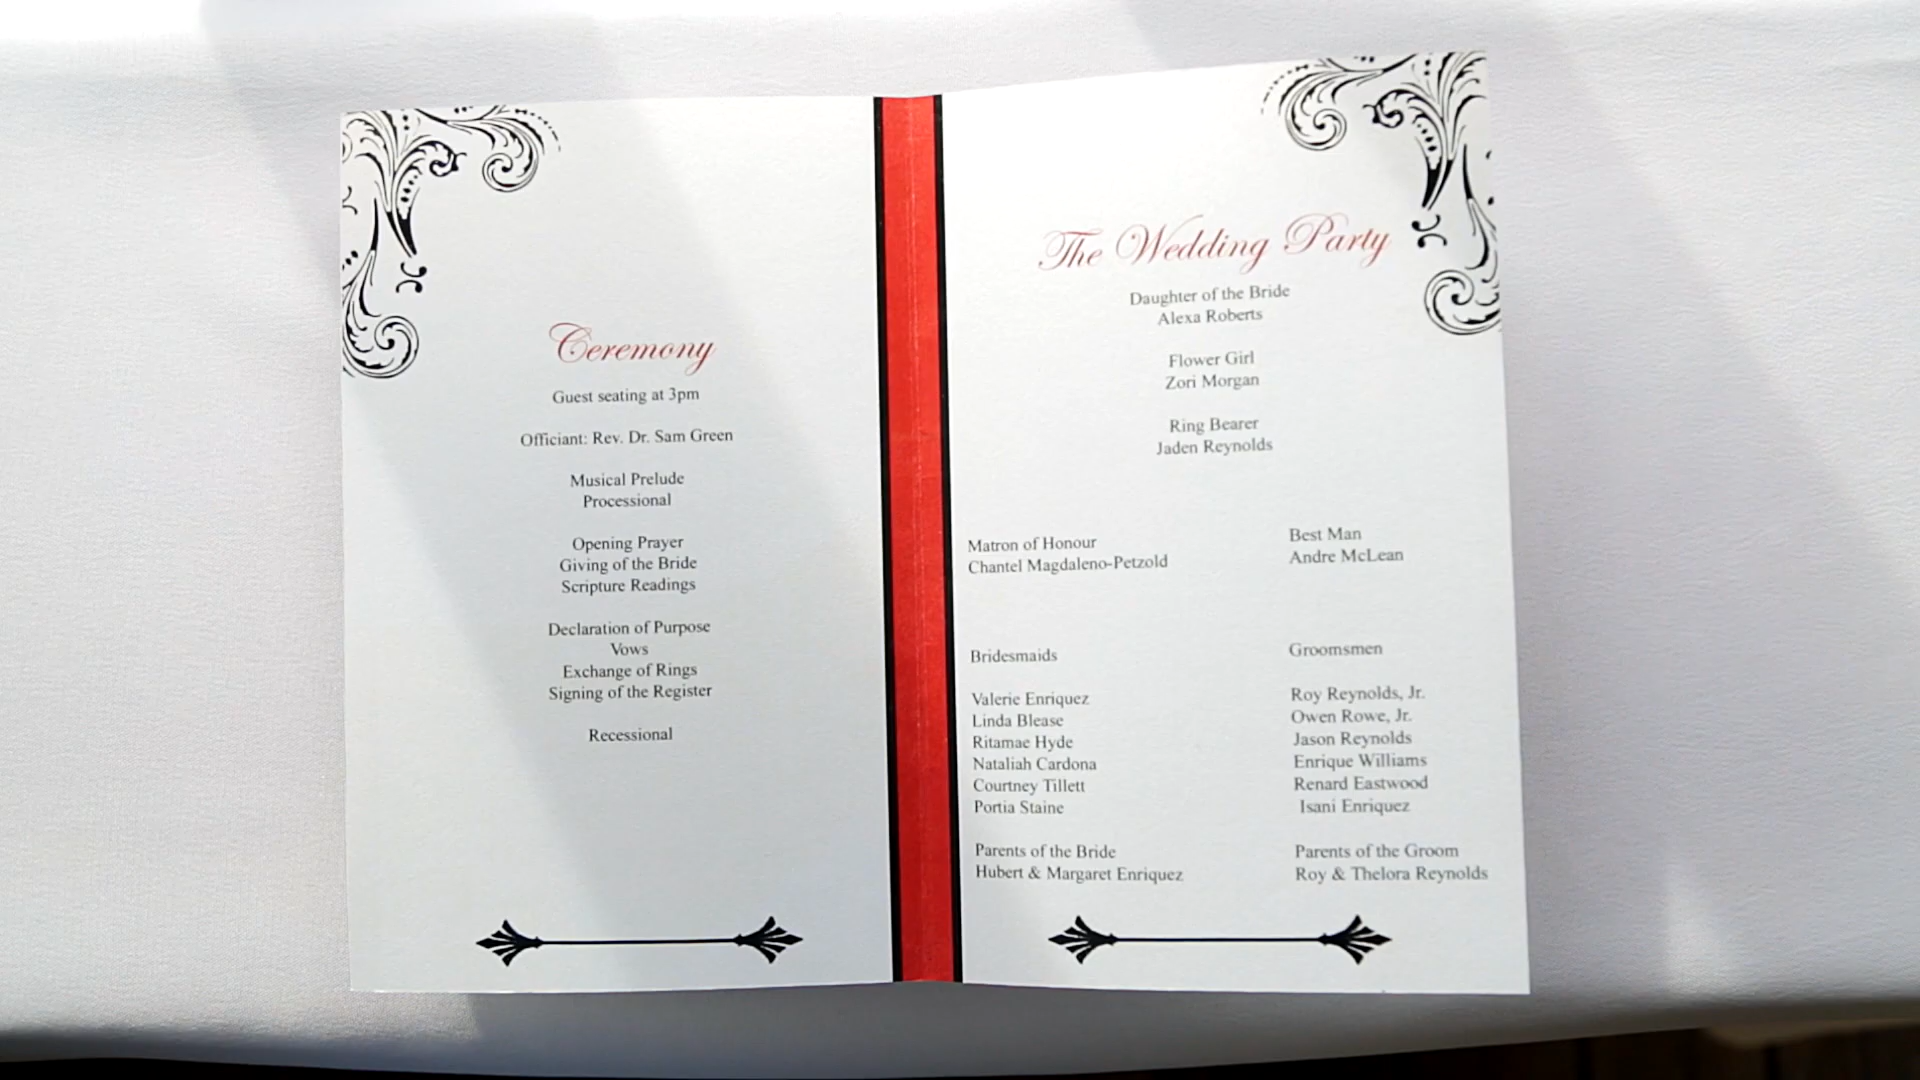 Ceremony
Guest seating at 3pm
Officiant: Rev. Dr. Sam Green
Musical Prelude
Processional
Opening Prayer
Giving of the Bride
Scripture Readings
Declaration of Purpose
Vows
Exchange of Rings
Signing of the Register
Recessional
The Wedding Party
Daughter of the Bride
Alexa Roberts
Flower Girl
Zori Morgan
Ring Bearer
Jaden Reynolds
Matron of Honour
Chantel Magdaleno-Petzold
Best Man
Andre McLean
Bridesmaids
Valerie Enriquez
Linda Blease
Ritamae Hyde
Nataliah Cardona
Courtney Tillett
Portia Staine
Groomsmen
Roy Reynolds, Jr.
Owen Rowe, Jr.
Jason Reynolds
Enrique Williams
Renard Eastwood
Isani Enriquez
Parents of the Bride
Hubert & Margaret Enriquez
Parents of the Groom
Roy & Thelora Reynolds